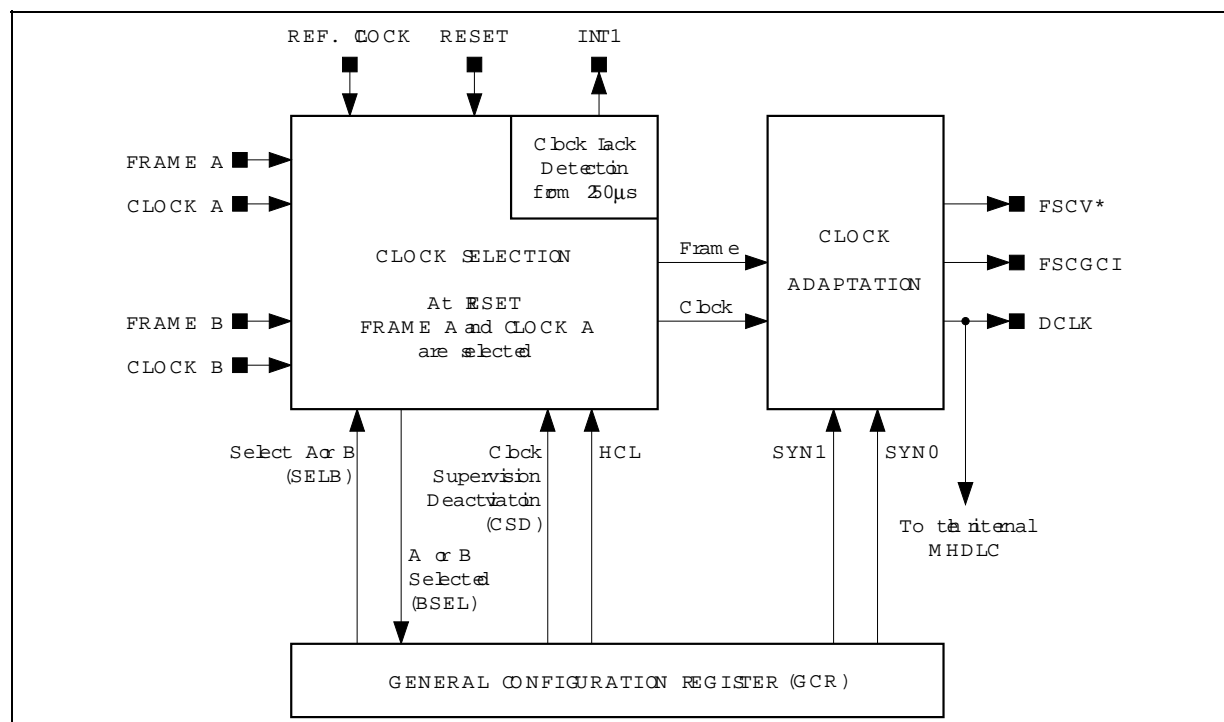 REF. CLOCK
RESET
INT1
Clock Lack
Detection
from 250µs
FRAME A
CLOCK A
FRAME B
CLOCK B
CLOCK SELECTION
At RESET
FRAME A and CLOCK A
are selected
Frame
Clock
CLOCK
ADAPTATION
FSCV*
FSCGCI
DCLK
Select A or B
(SELB)
A or B
Selected
(BSEL)
Clock
Supervision
Deactivation
(CSD)
HCL
SYN1
SYN0
To the internal
MHDLC
GENERAL CONFIGURATION REGISTER (GCR)